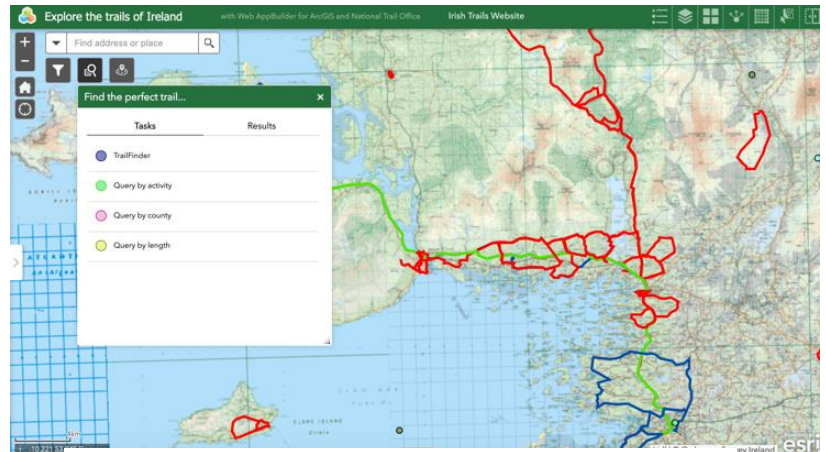 Explore the trails of Ireland
with Web AppBuilder for ArcGIS and National Trail Office
Irish Trails Website
Find address or place
Find the perfect trail...
Tasks
Results
TrailFinder
Query by activity
Query by county
Query by length
CLARE ISLAND
ey Ireland
esri